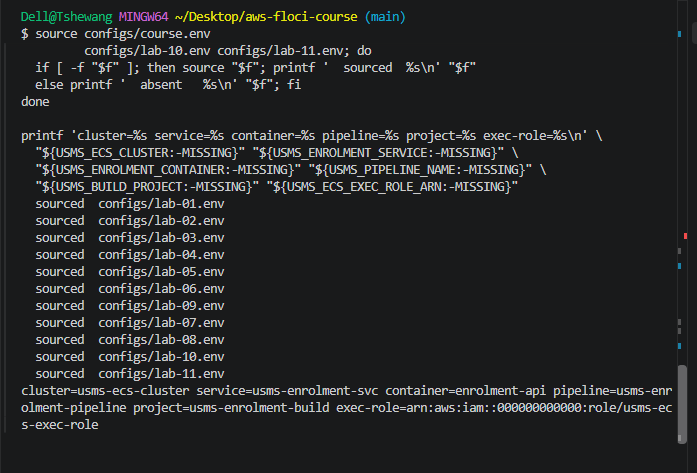 Dell@Tshewang MINGW64 ~/Desktop/aws-floci-course (main)
$ source configs/course.env
configs/lab-10.env configs/lab-11.env; do
if [ -f "$f" ]; then source "$f"; printf '  sourced  %s\n' "$f"
else printf '  absent   %s\n' "$f"; fi
done
printf 'cluster=%s service=%s container=%s pipeline=%s project=%s exec-role=%s\n' \
"${USMS_ECS_CLUSTER:-MISSING}" "${USMS_ENROLMENT_SERVICE:-MISSING}" \
"${USMS_ENROLMENT_CONTAINER:-MISSING}" "${USMS_PIPELINE_NAME:-MISSING}" \
"${USMS_BUILD_PROJECT:-MISSING}" "${USMS_ECS_EXEC_ROLE_ARN:-MISSING}"
sourced  configs/lab-01.env
sourced  configs/lab-02.env
sourced  configs/lab-03.env
sourced  configs/lab-04.env
sourced  configs/lab-05.env
sourced  configs/lab-06.env
sourced  configs/lab-09.env
sourced  configs/lab-07.env
sourced  configs/lab-08.env
sourced  configs/lab-10.env
sourced  configs/lab-11.env
cluster=usms-ecs-cluster service=usms-enrolment-svc container=enrolment-api pipeline=usms-enr
olment-pipeline project=usms-enrolment-build exec-role=arn:aws:iam::000000000000:role/usms-ec
s-exec-role